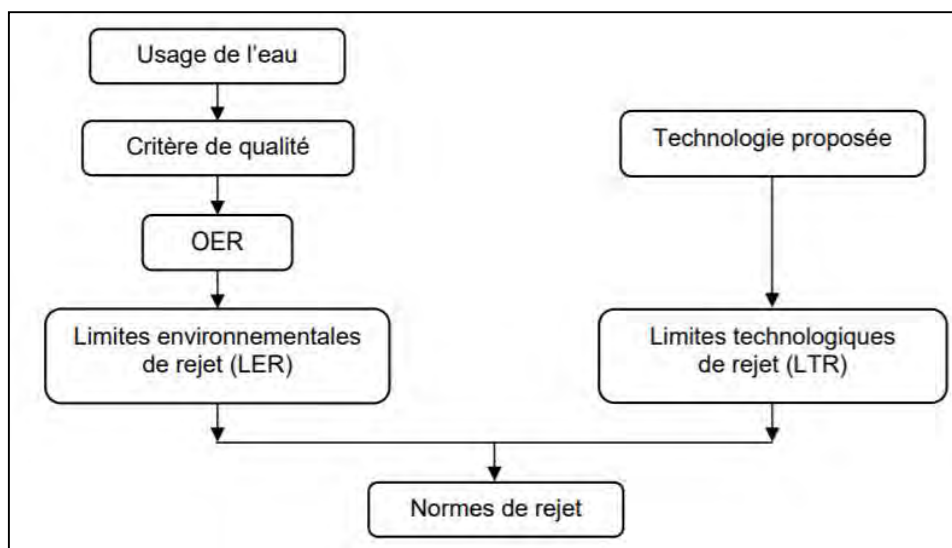 Usage de l'eau
Critère de qualité
OER
Limites environnementales
de rejet (LER)
Technologie proposée
Limites technologiques
de rejet (LTR)
Normes de rejet